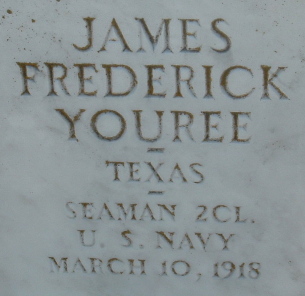 JAMES
FREDERICK
YOUREE
–
TEXAS
–
SEAMAN 2CL.
U. S. NAVY
MARCH 10, 1918